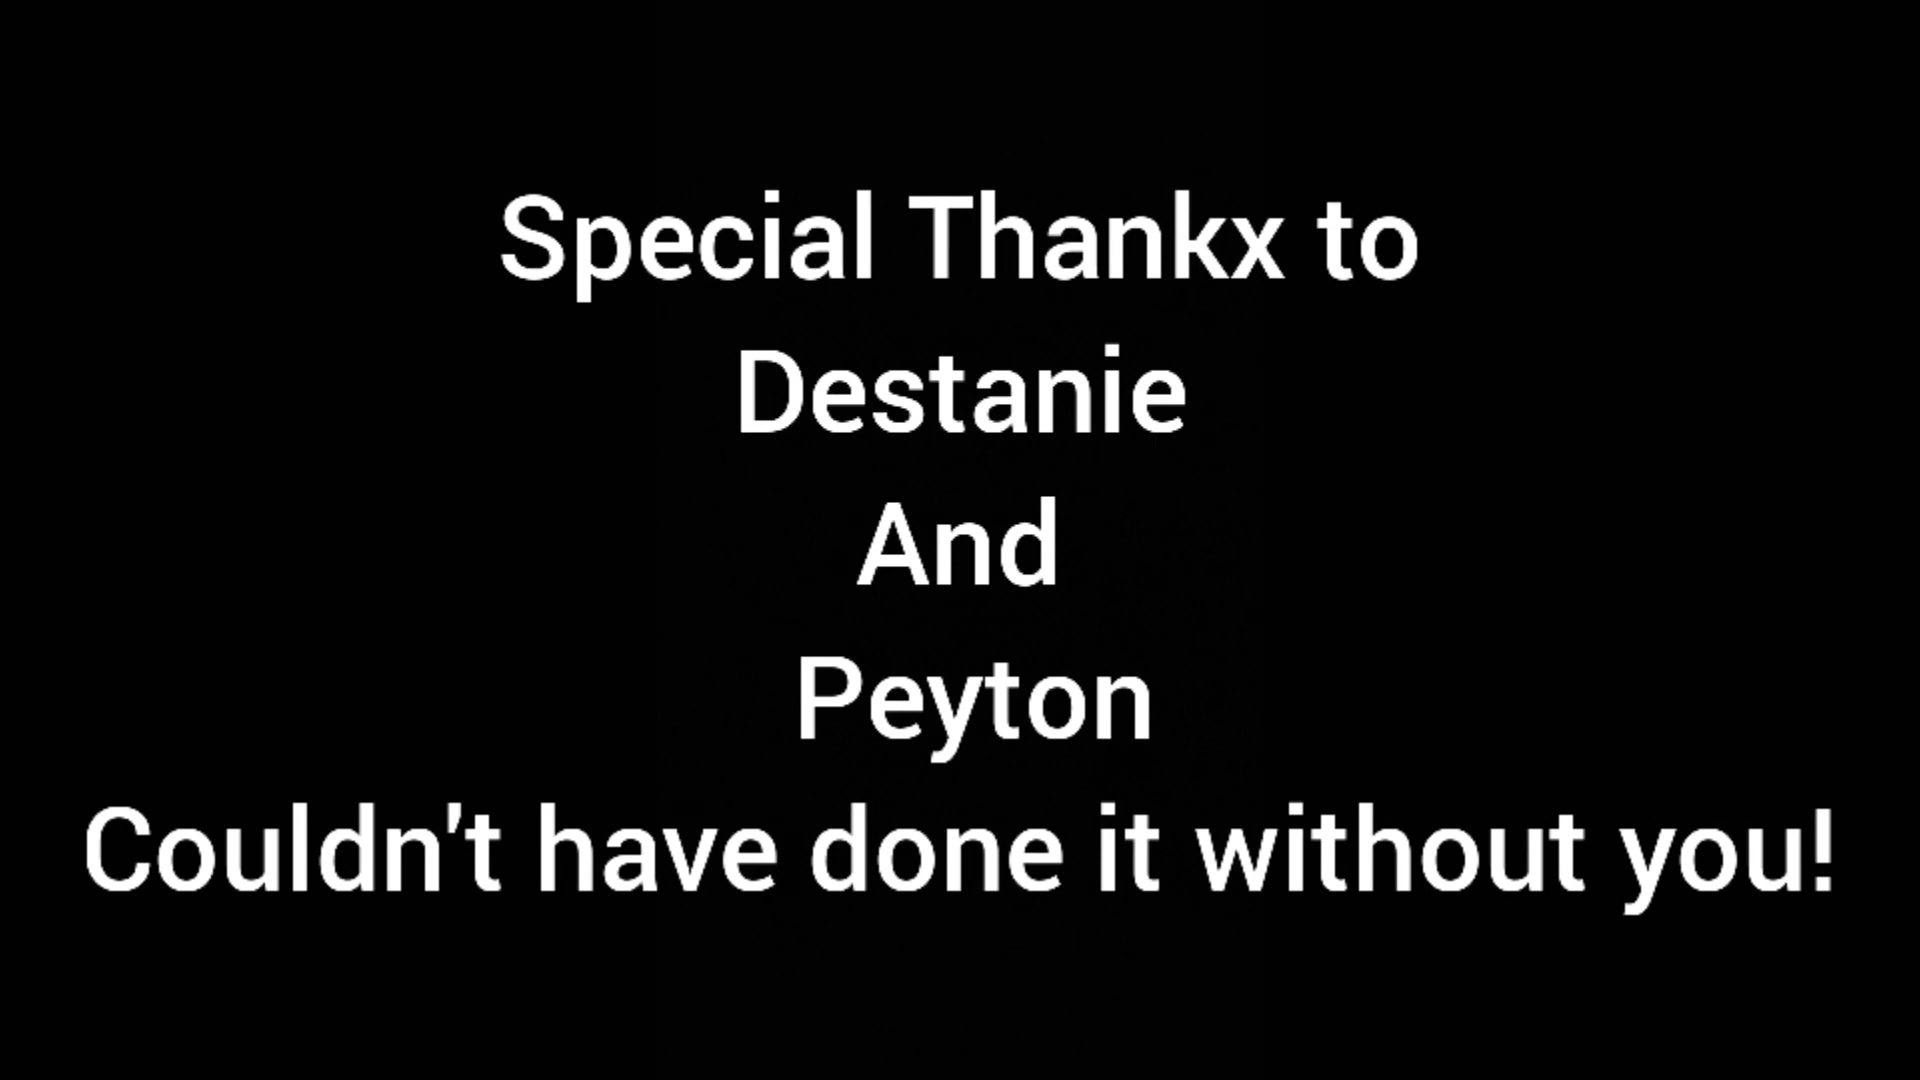 Special Thankx to
Destanie
And
Peyton
Couldn't have done it without you!